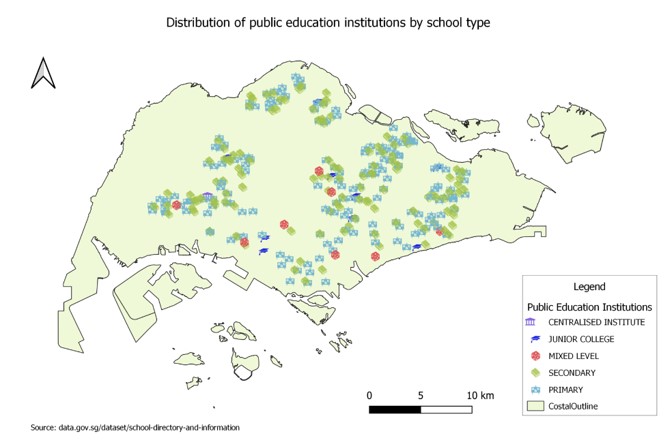 Distribution of public education institutions by school type
Legend
Public Education Institutions
CENTRALISED INSTITUTE
JUNIOR COLLEGE
MIXED LEVEL
SECONDARY
PRIMARY
CostalOutline
0 5 10 km
Source: data.gov.sg/dataset/school-directory-and-information